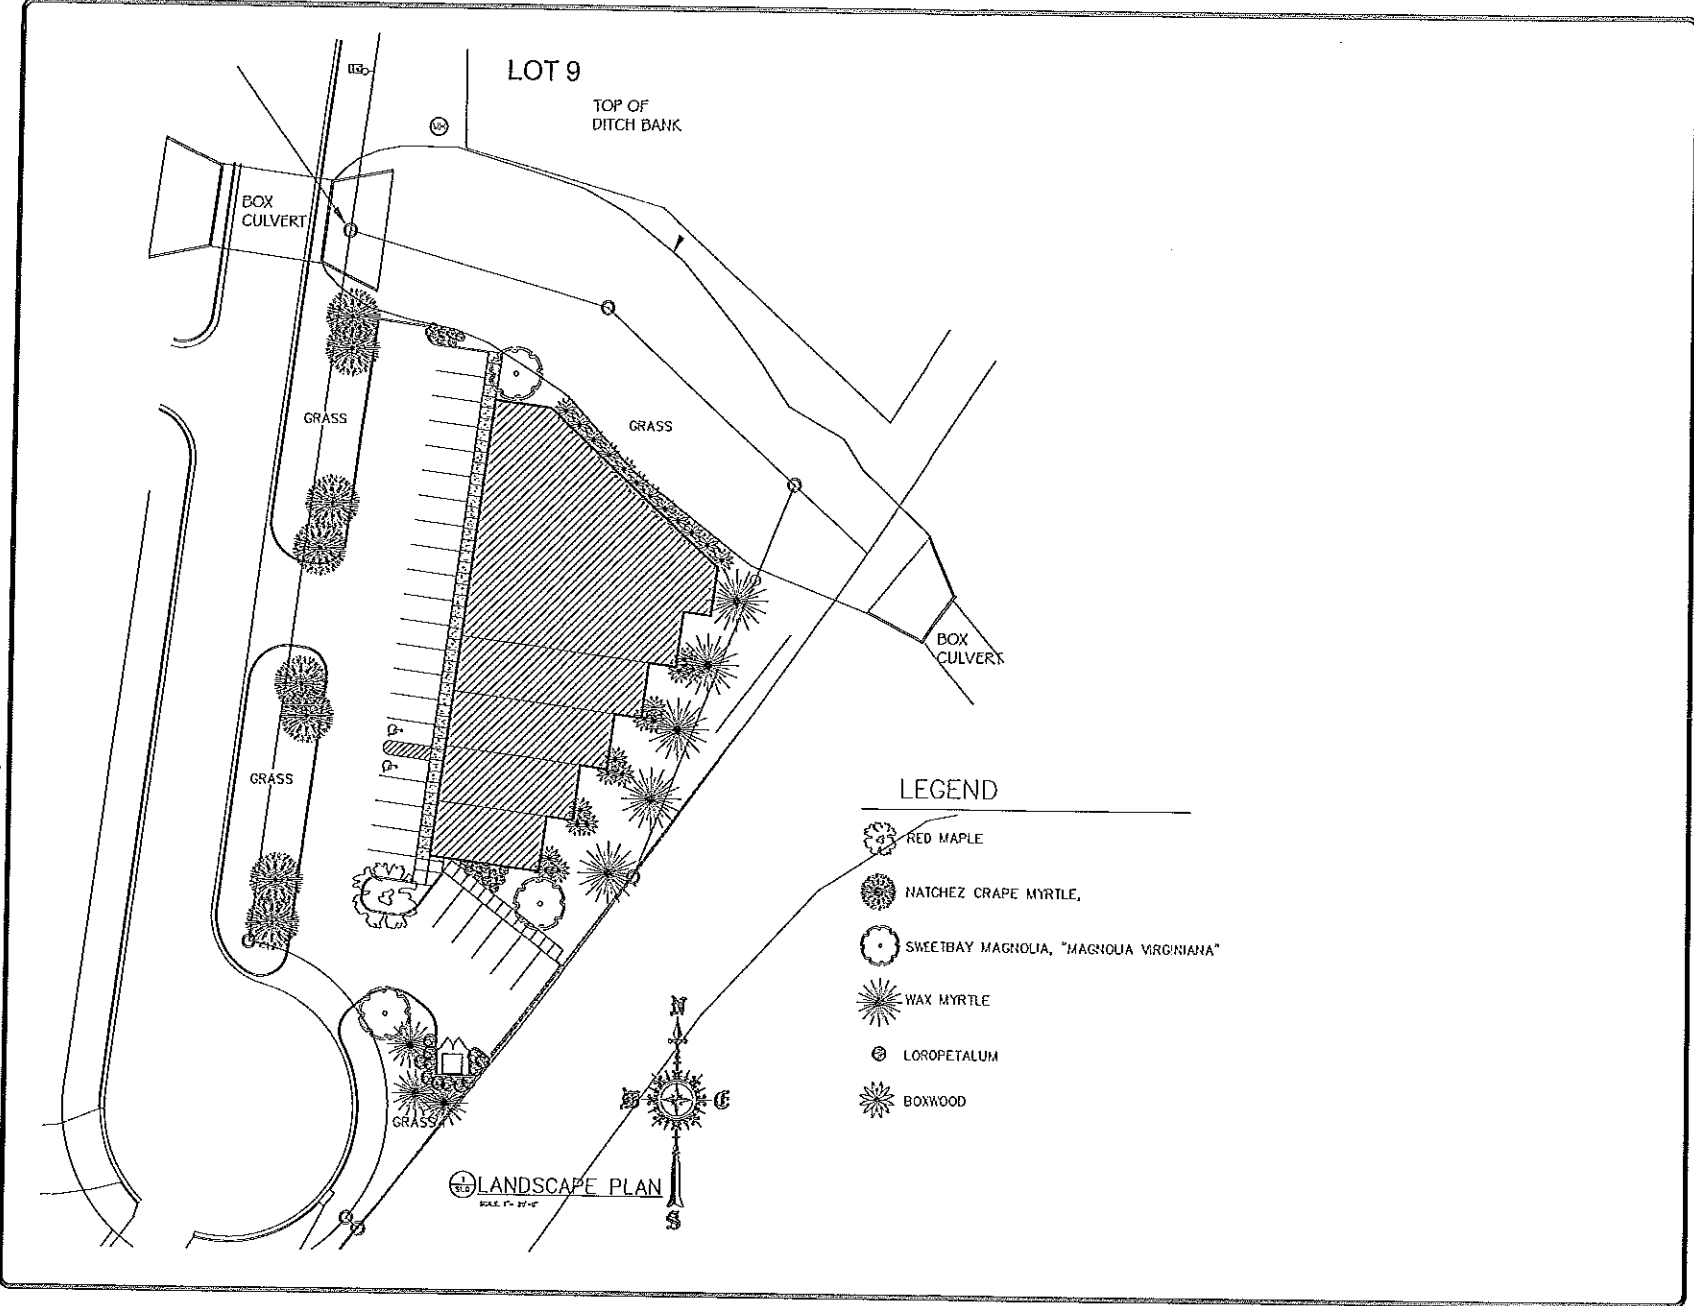 LOT 9
TOP OF
DITCH BANK
BOX
CULVERT
GRASS
GRASS
BOX
CULVERT
GRASS
LEGEND
RED MAPLE
NATCHEZ CRAPE MYRTLE,
SWEETBAY MAGNOLIA, "MAGNOLIA VIRGINIANA"
WAX MYRTLE
LOROPETALUM
BOXWOOD
N
E
S
GRASS
LANDSCAPE PLAN